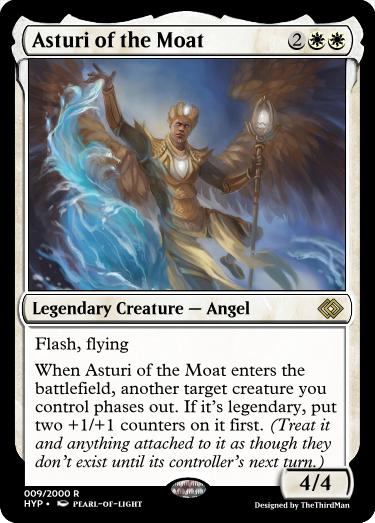 Asturi of the Moat 2
Legendary Creature — Angel
Flash, flying
When Asturi of the Moat enters the
battlefield, another target creature you
control phases out. If it's legendary, put
two +1/+1 counters on it first. (Treat it
and anything attached to it as though they
don't exist until its controller's next turn.)
4/4
009/2000 R
HYP • PEARL-OF-LIGHT
Designed by TheThirdMan